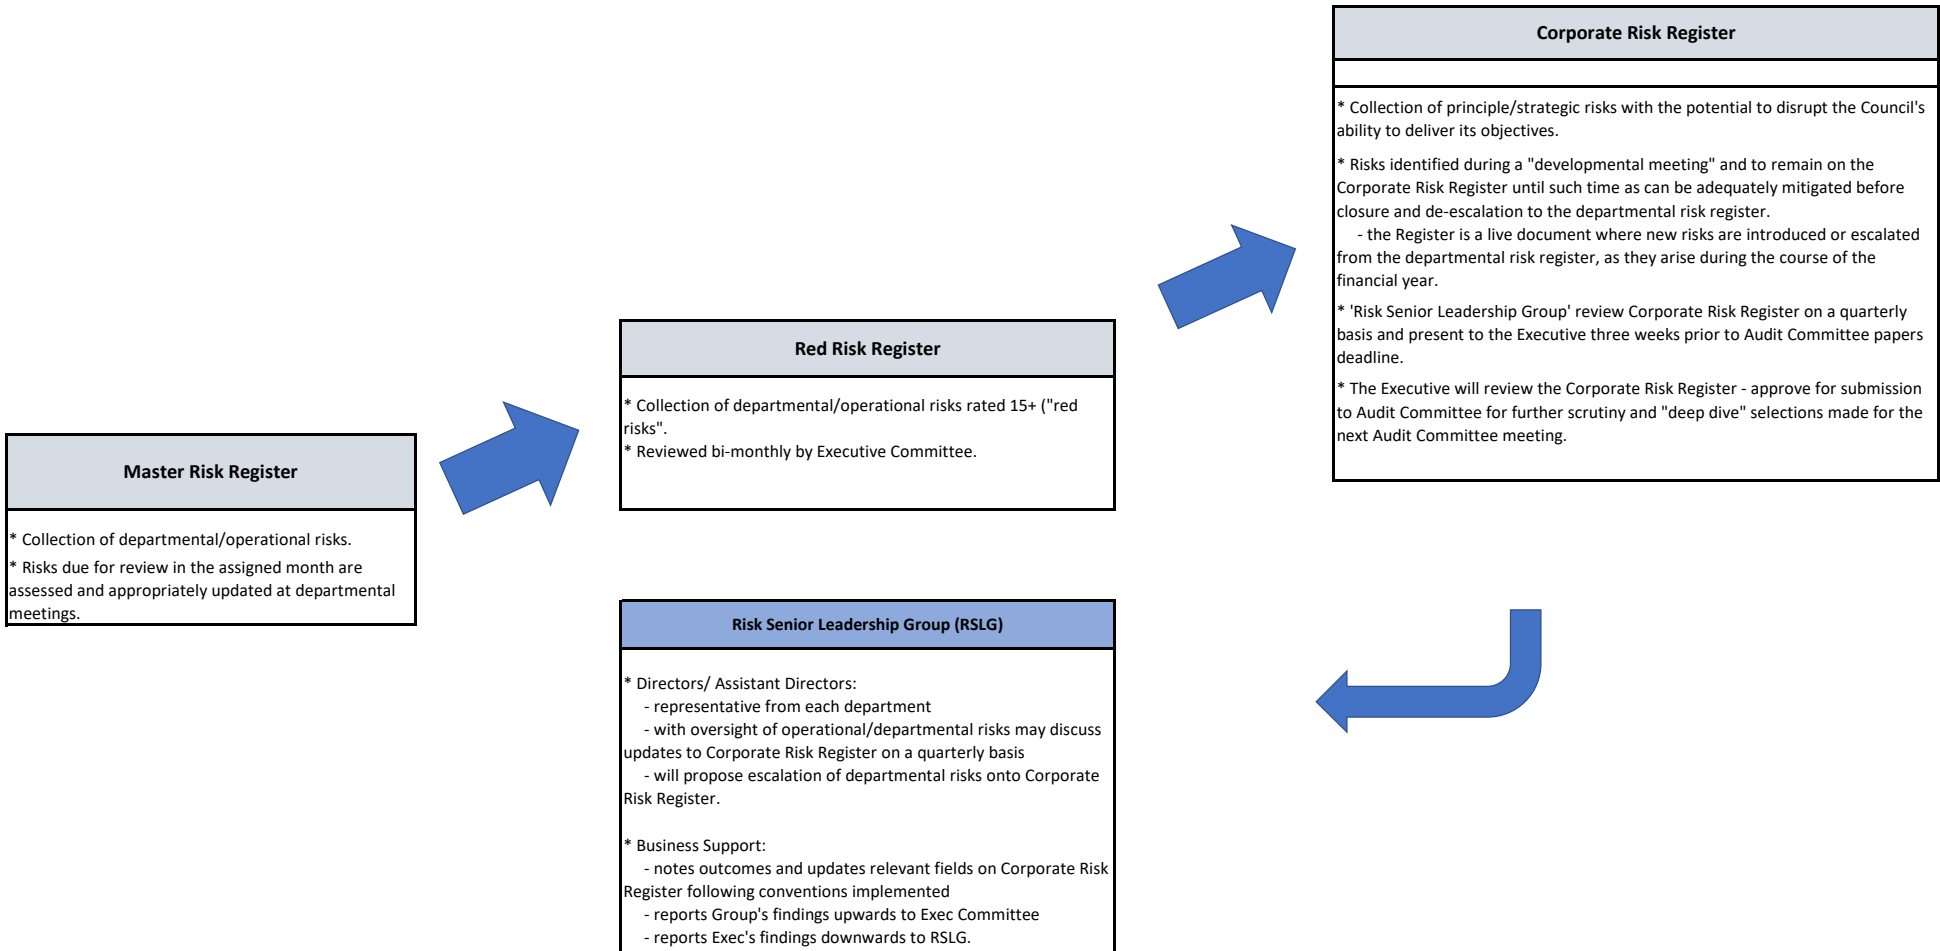 Master Risk Register
* Collection of departmental/operational risks.
* Risks due for review in the assigned month are
assessed and appropriately updated at departmental
meetings.
Red Risk Register
* Collection of departmental/operational risks rated 15+ ("red
risks".
* Reviewed bi-monthly by Executive Committee.
Corporate Risk Register
* Collection of principle/strategic risks with the potential to disrupt the Council's
ability to deliver its objectives.
* Risks identified during a "developmental meeting" and to remain on the
Corporate Risk Register until such time as can be adequately mitigated before
closure and de-escalation to the departmental risk register.
- the Register is a live document where new risks are introduced or escalated
from the departmental risk register, as they arise during the course of the
financial year.
* 'Risk Senior Leadership Group' review Corporate Risk Register on a quarterly
basis and present to the Executive three weeks prior to Audit Committee papers
deadline.
* The Executive will review the Corporate Risk Register - approve for submission
to Audit Committee for further scrutiny and "deep dive" selections made for the
next Audit Committee meeting.
Risk Senior Leadership Group (RSLG)
* Directors/ Assistant Directors:
- representative from each department
- with oversight of operational/departmental risks may discuss
updates to Corporate Risk Register on a quarterly basis
- will propose escalation of departmental risks onto Corporate
Risk Register.
* Business Support:
- notes outcomes and updates relevant fields on Corporate Risk
Register following conventions implemented
- reports Group's findings upwards to Exec Committee
- reports Exec's findings downwards to RSLG.